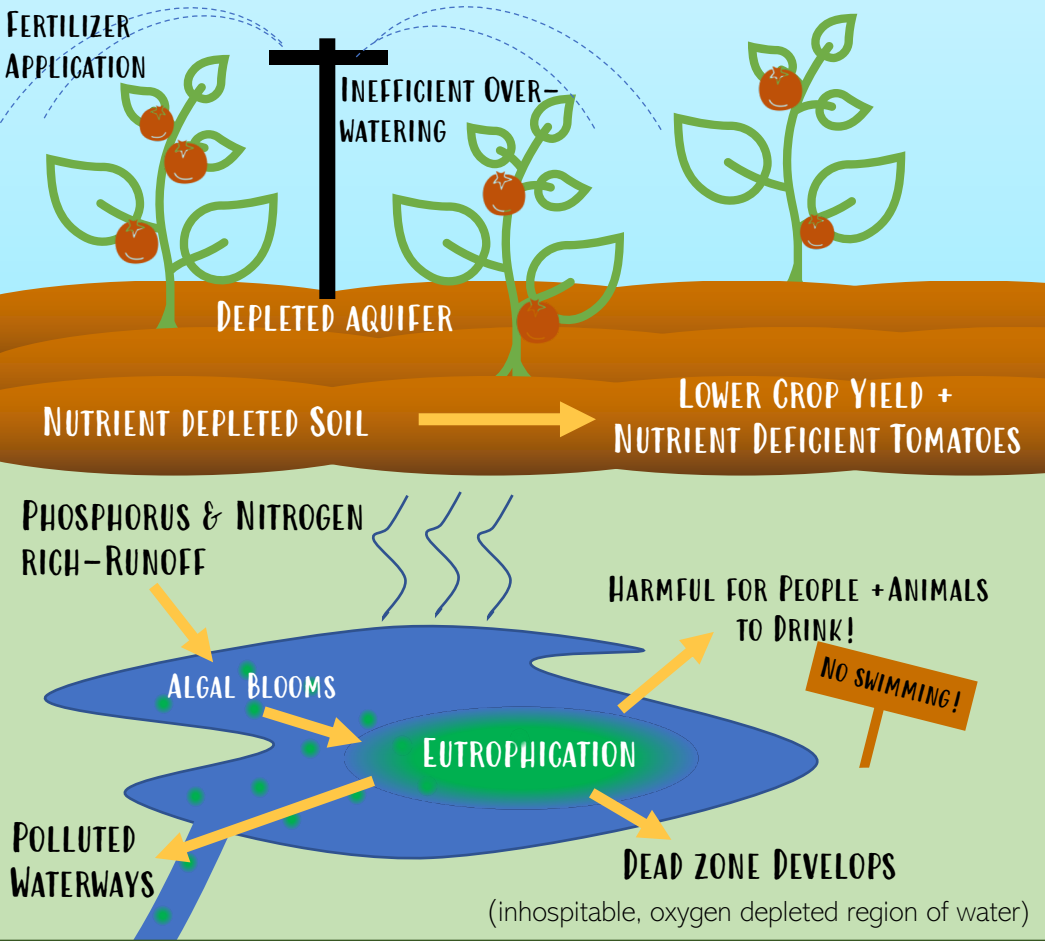 Fertilizer
Application
Inefficient Over-
watering
Depleted aquifer
Nutrient depleted Soil
Lower Crop Yield +
Nutrient Deficient Tomatoes
Phosphorus & Nitrogen
rich-Runoff
Harmful for People +Animals
to Drink!
No swimming!
Algal Blooms
Eutrophication
Polluted
Waterways
Dead zone Develops
(inhospitable, oxygen depleted region of water)